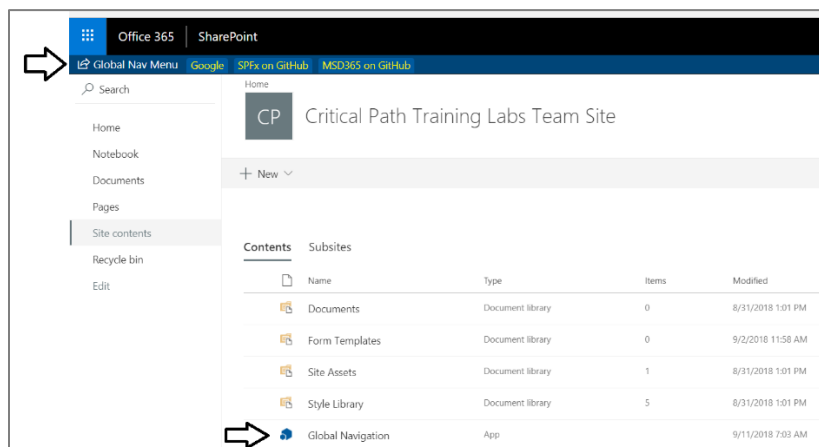 Office 365 SharePoint
Global Nav Menu Google SPFx on GitHub MSD365 on GitHub
Search
Home
Notebook
Documents
Pages
Site contents
Recycle bin
Edit
Home
CP Critical Path Training Labs Team Site
New
Contents Subsites
Name Type Items Modified
Documents Document library 0 8/31/2018 1:01 PM
Form Templates Document library 0 9/2/2018 11:58 AM
Site Assets Document library 1 8/31/2018 1:01 PM
Style Library Document library 5 8/31/2018 1:01 PM
Global Navigation App 9/11/2018 7:03 AM